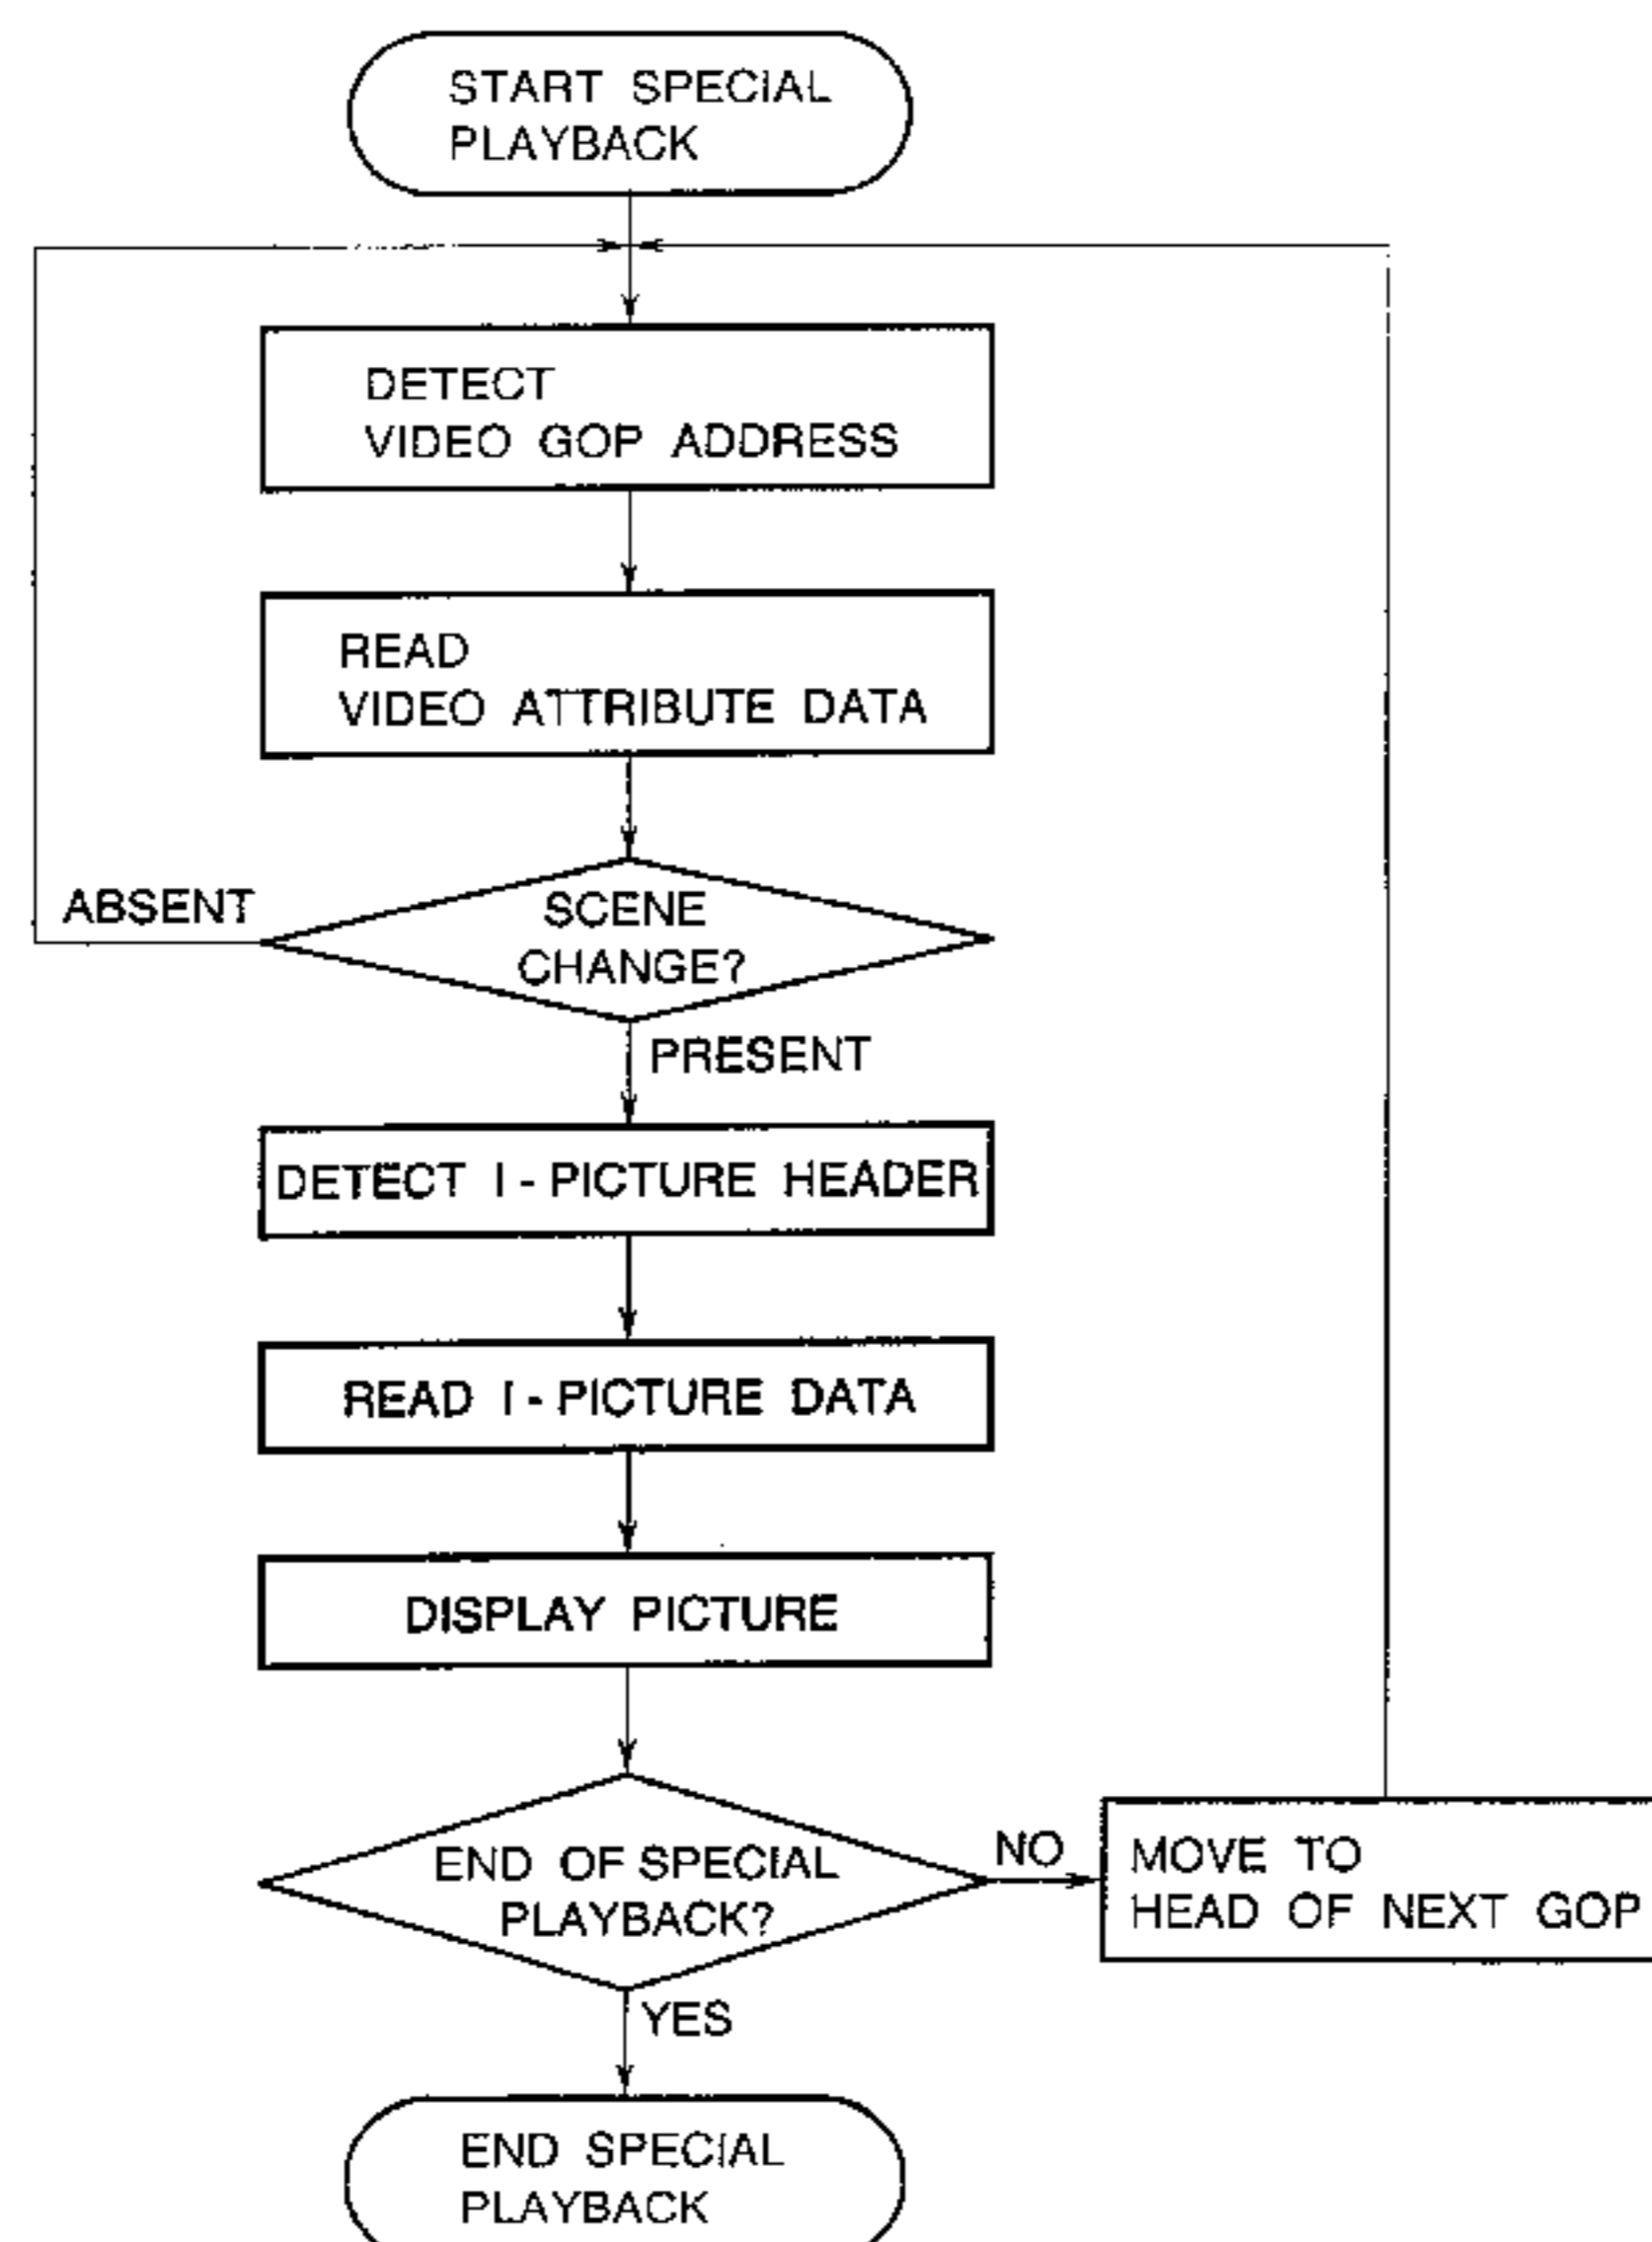 START SPECIAL
PLAYBACK
DETECT
VIDEO GOP ADDRESS
READ
VIDEO ATTRIBUTE DATA
ABSENT
SCENE
CHANGE?
PRESENT
DETECT I - PICTURE HEADER
READ I - PICTURE DATA
DISPLAY PICTURE
END OF SPECIAL
PLAYBACK?
NO
MOVE TO
HEAD OF NEXT GOP
YES
END SPECIAL
PLAYBACK